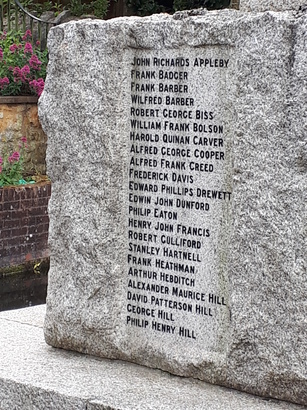 JOHN RICHARDS APPLEBY
FRANK BADGER
FRANK BARBER
WILFRED BARBER
ROBERT GEORGE BISS
WILLIAM FRANK BOLSON
HAROLD QUINAN CARVER
ALFRED GEORGE COOPER
ALFRED FRANK CREED
FREDERICK DAVIS
EDWARD PHILLIPS DREWETT
EDWIN JOHN DUNFORD
PHILIP EATON
HENRY JOHN FRANCIS
ROBERT GULLIFORD
STANLEY HARTNELL
FRANK HEATHMAN
ARTHUR HEBDITCH
ALEXANDER MAURICE HILL
DAVID PATTERSON HILL
GEORGE HILL
PHILIP HENRY HILL